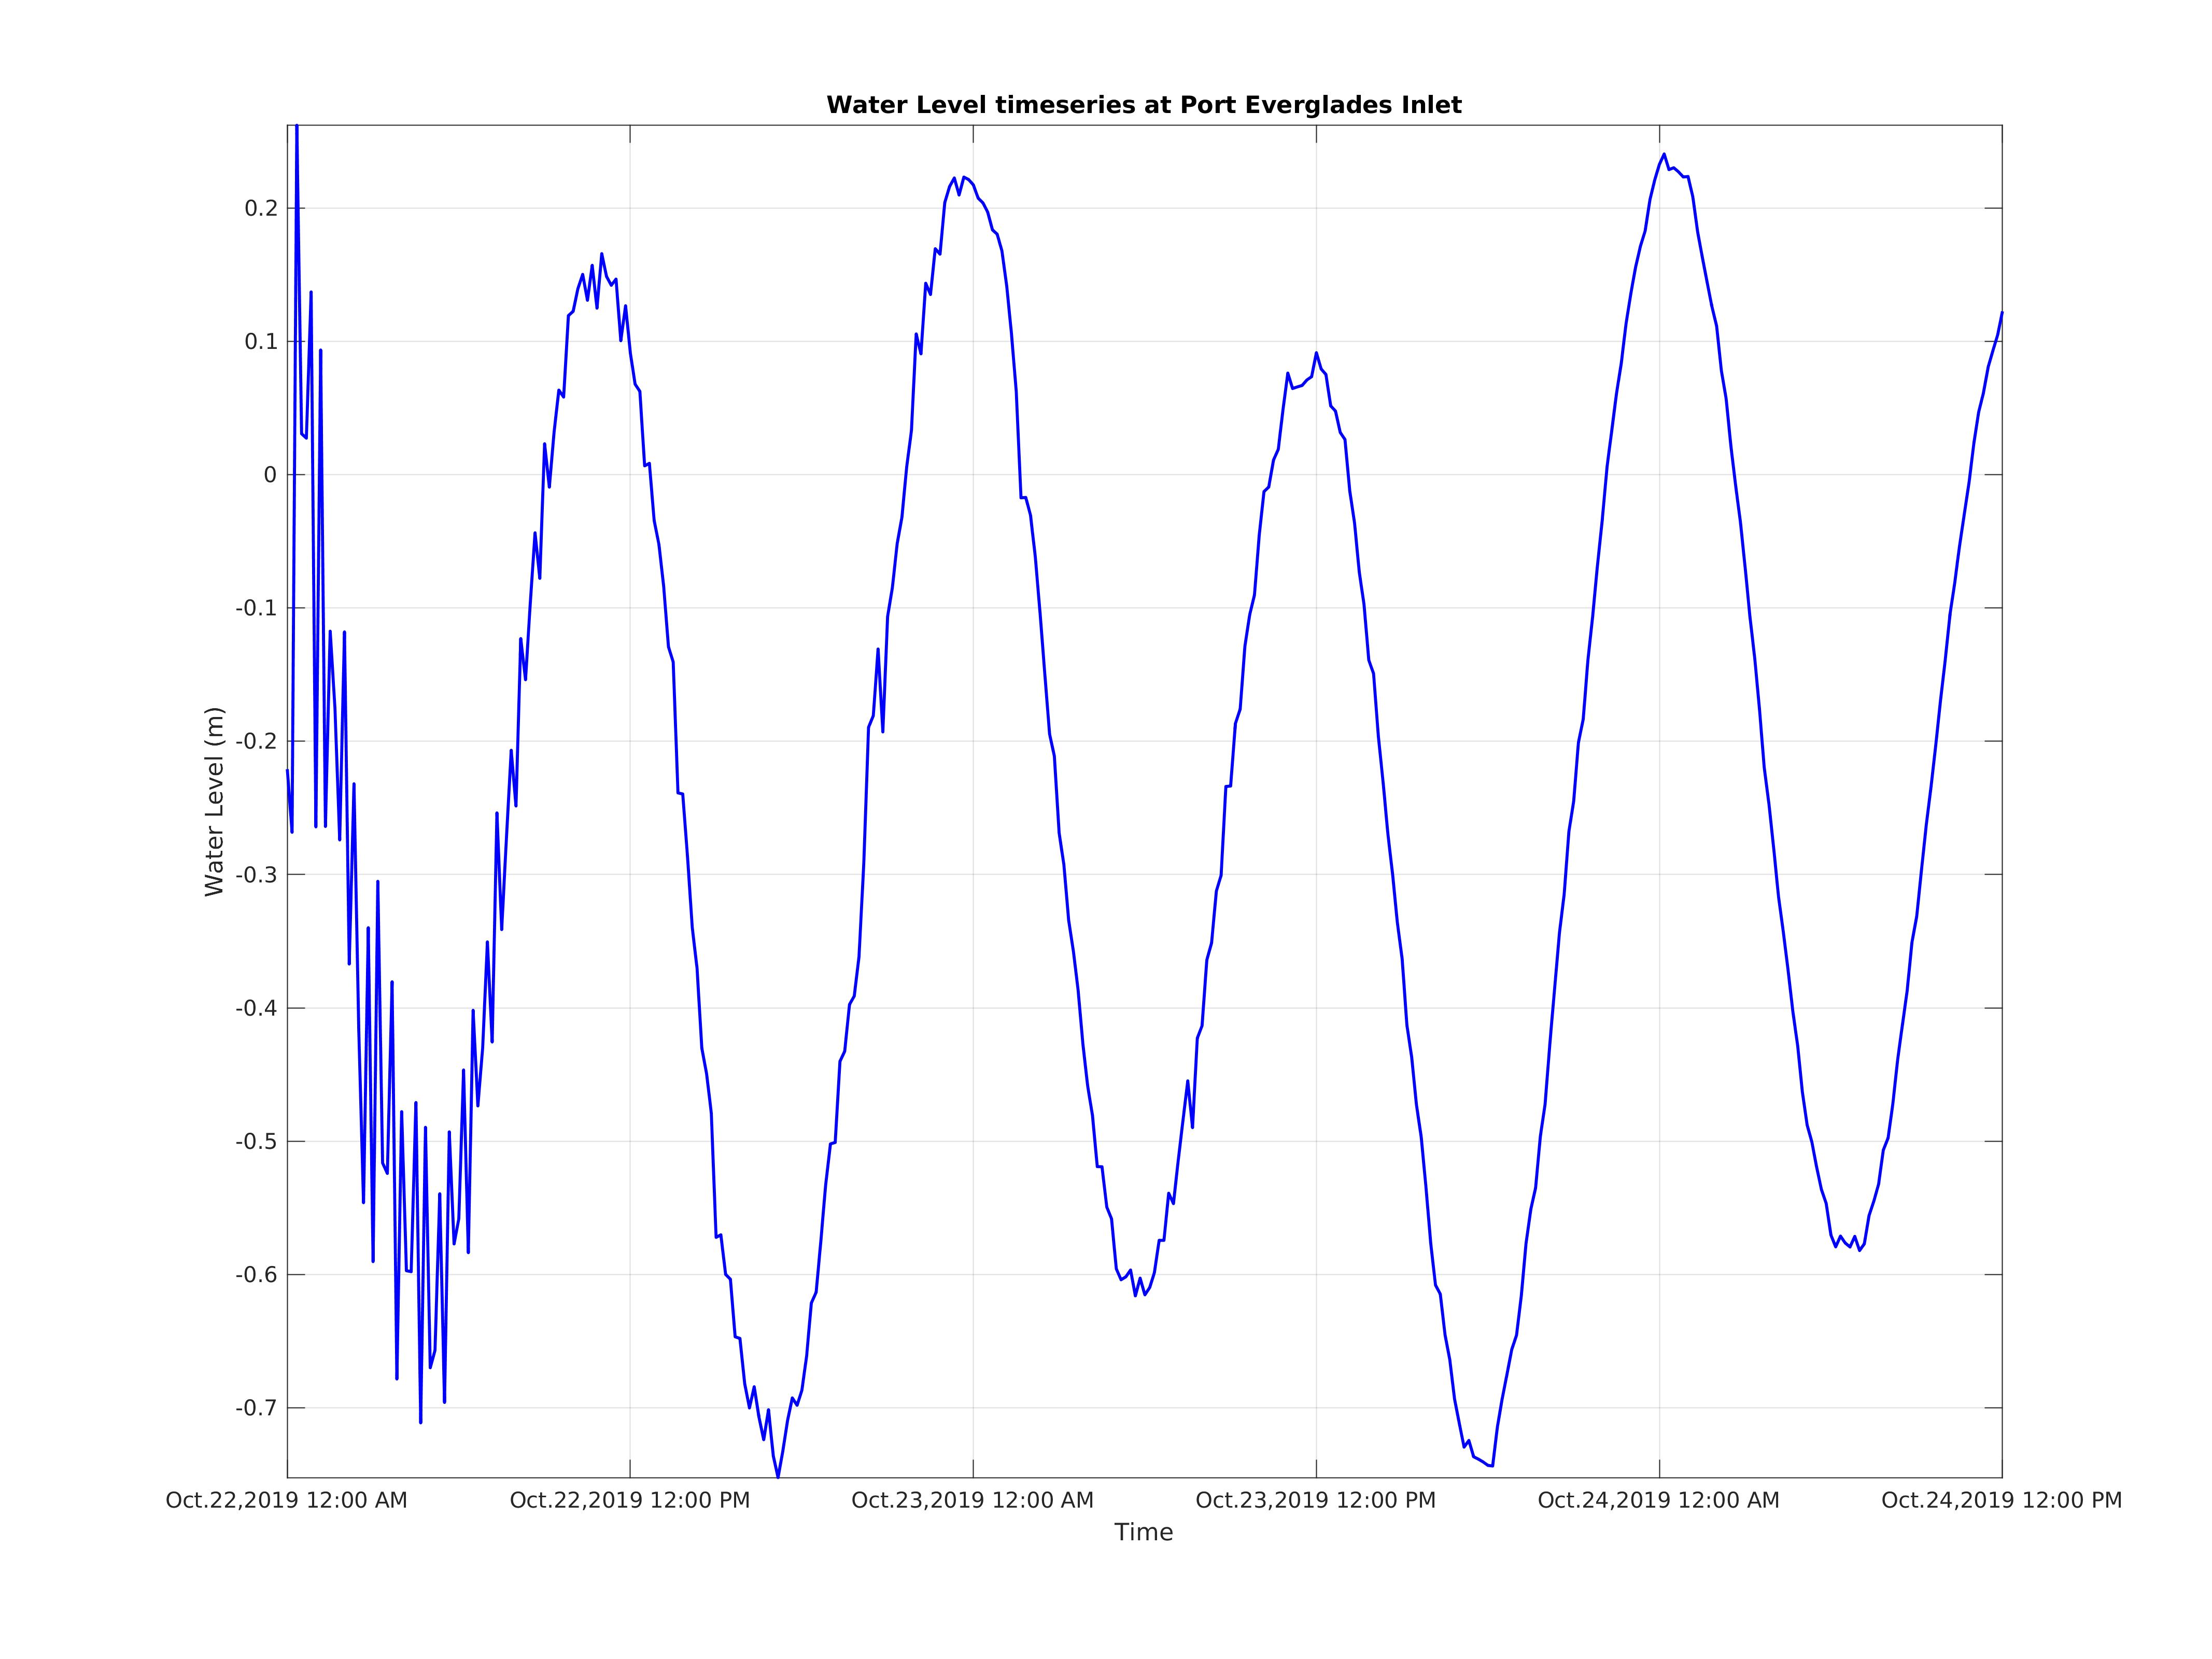 Water Level timeseries at Port Everglades Inlet
0.2
0.1
0
-0.1
-0.2
-0.3
-0.4
-0.5
-0.6
-0.7
Water Level (m)
Oct.22,2019 12:00 AM
Oct.22,2019 12:00 PM
Oct.23,2019 12:00 AM
Oct.23,2019 12:00 PM
Oct.24,2019 12:00 AM
Oct.24,2019 12:00 PM
Time